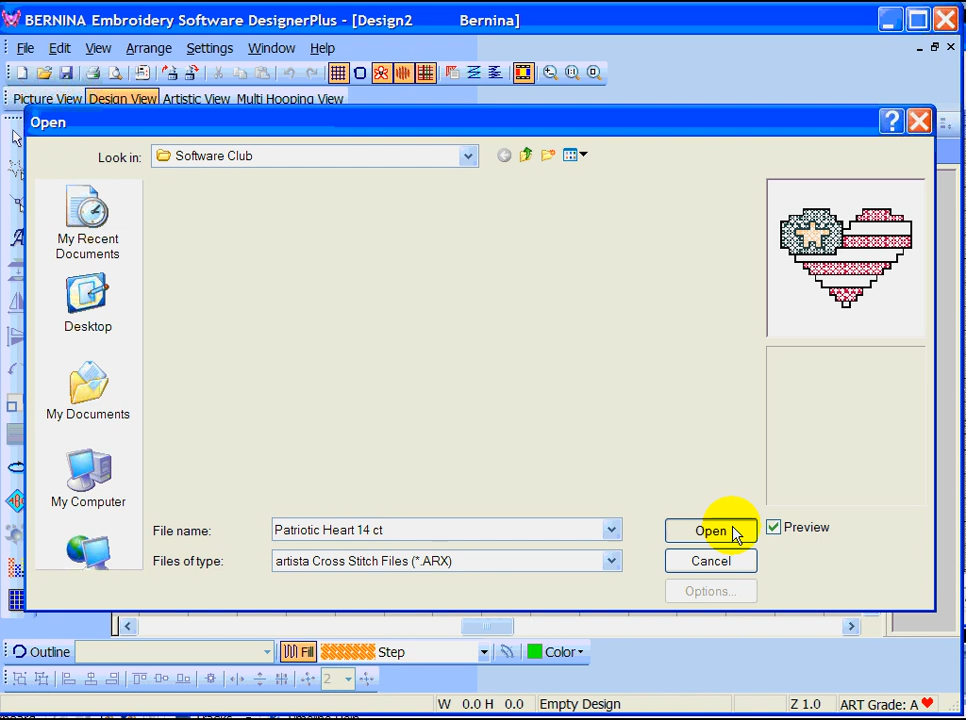 BERNINA Embroidery Software DesignerPlus - [Design2 Bernina]
File Edit View Arrange Settings Window Help
Picture View Design View Artistic View Multi Hooping View
Open
Look in: Software Club
My Recent Documents
Desktop
My Documents
My Computer
File name: Patriotic Heart 14 ct
Open
Preview
Files of type: artista Cross Stitch Files (*.ARX)
Cancel
Options...
Outline Fill Step Color
2
W 0.0 H 0.0 Empty Design Z 1.0 ART Grade: A